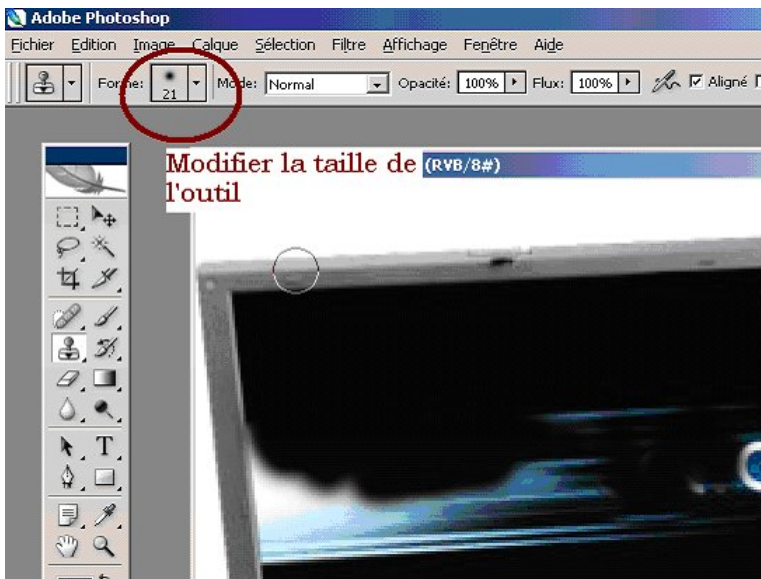 Adobe Photoshop
Fichier Edition Image Calque Sélection Filtre Affichage Fenêtre Aide
Forme: 21 Mode: Normal Opacité: 100% Flux: 100% Aligné
Modifier la taille de (RVB/8#)
l'outil
T